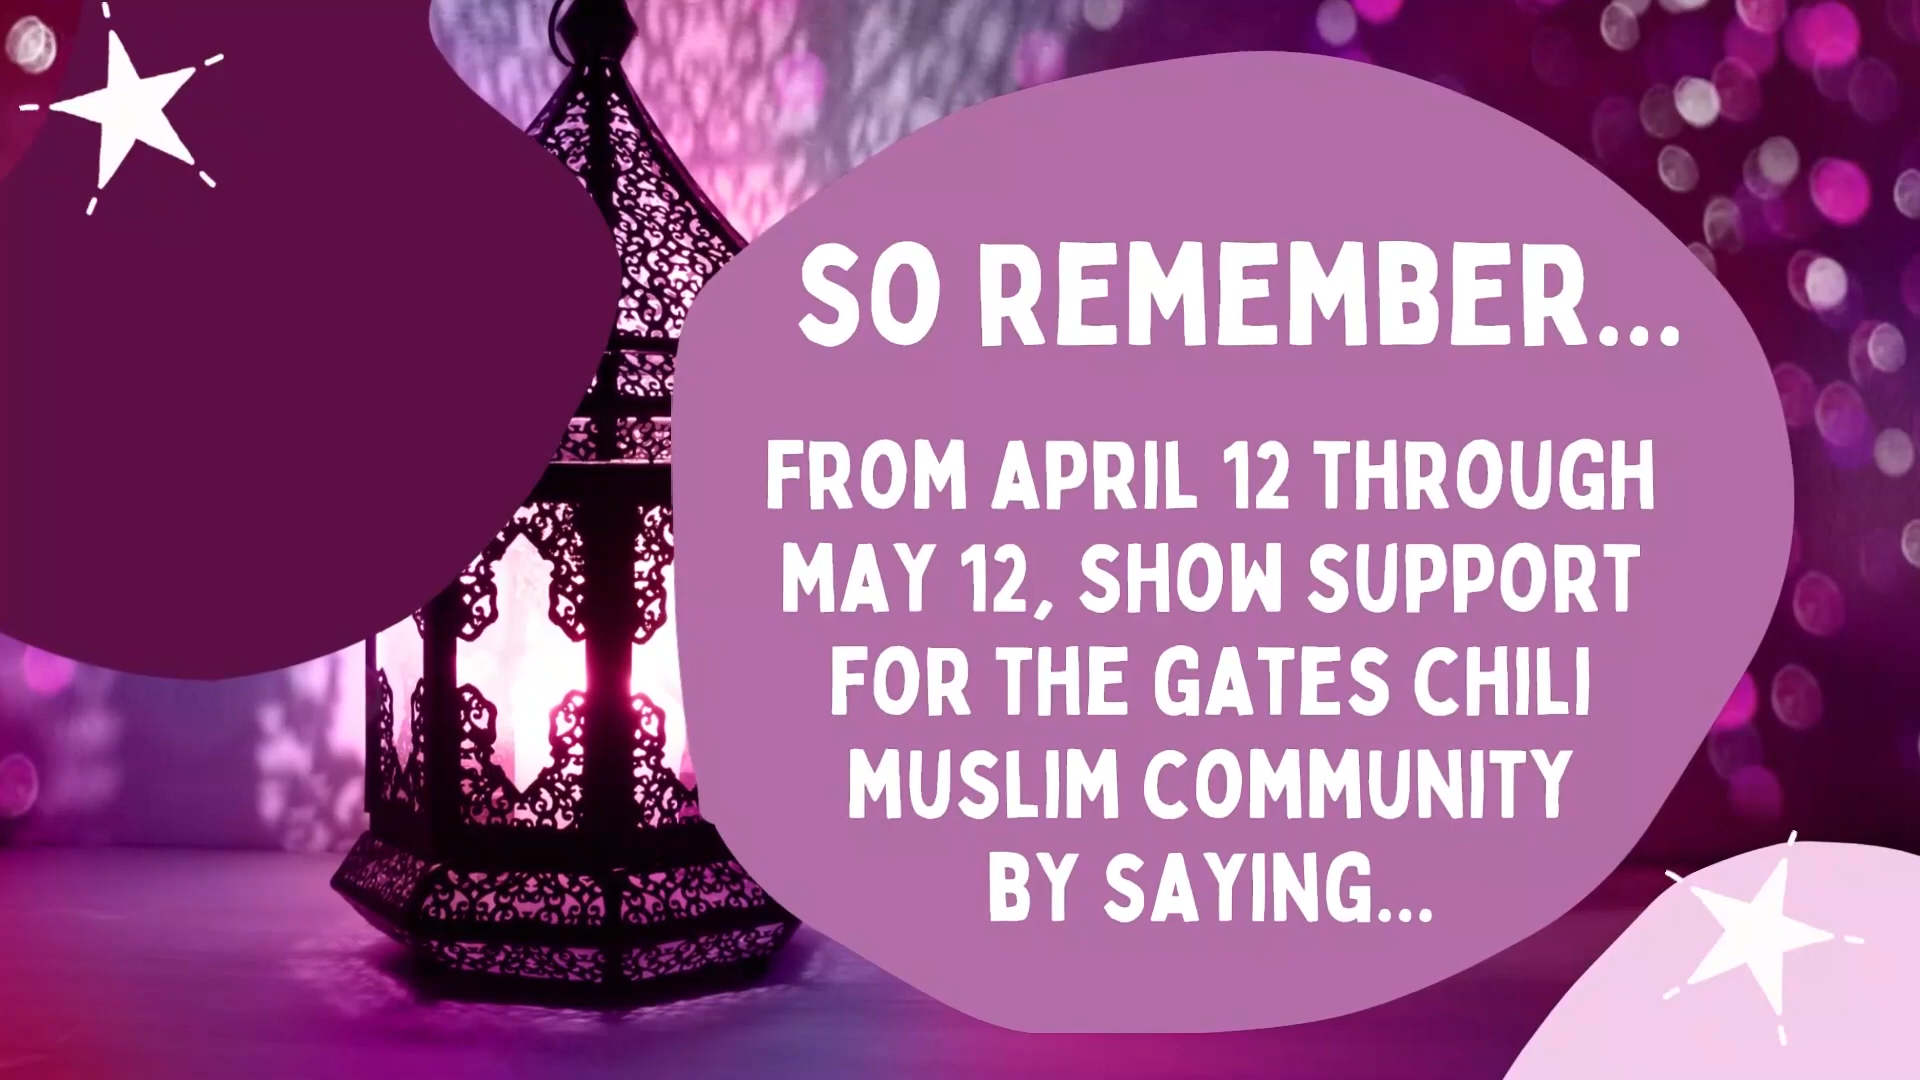 SO REMEMBER...
FROM APRIL 12 THROUGH
MAY 12, SHOW SUPPORT
FOR THE GATES CHILI
MUSLIM COMMUNITY
BY SAYING...